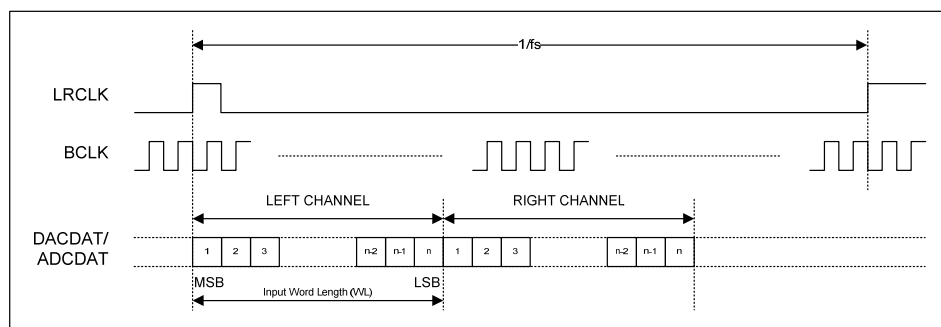 1/fs
LRCLK
BCLK
LEFT CHANNEL RIGHT CHANNEL
DACDAT/
ADCDAT
1 2 3 n-2 n-1 n 1 2 3 n-2 n-1 n
MSB LSB
Input Word Length (WL)